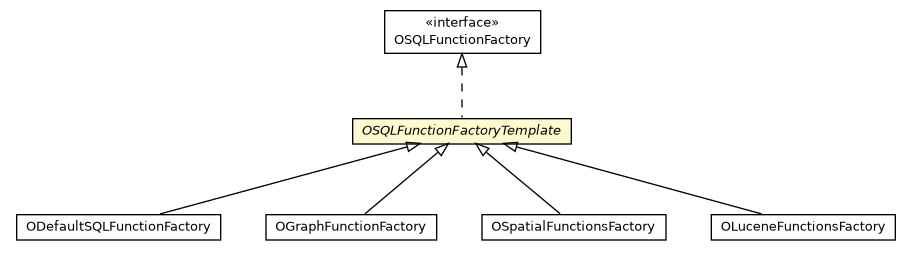 «interface»
OSQLFunctionFactory
OSQLFunctionFactoryTemplate
ODefaultSQLFunctionFactory
OGraphFunctionFactory
OSpatialFunctionsFactory
OLuceneFunctionsFactory